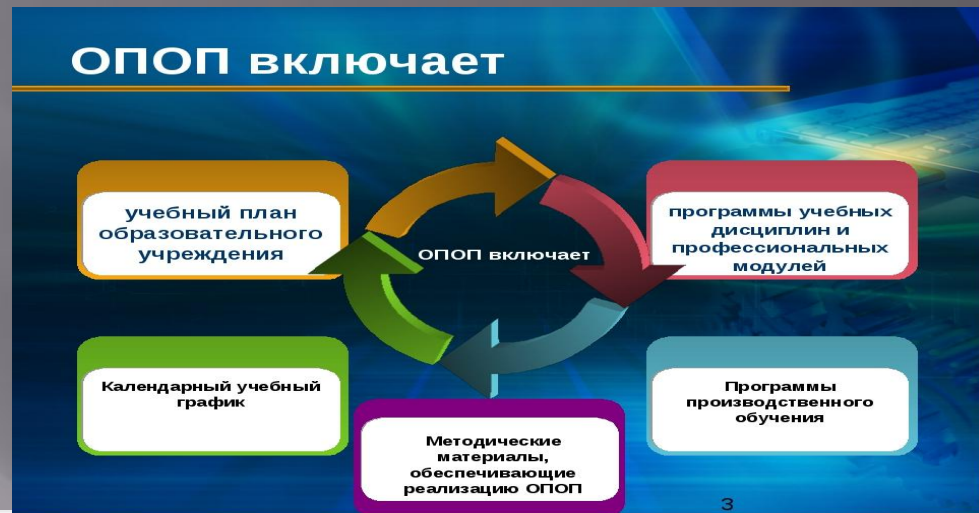 ОПОП включает
учебный план
образовательного
учреждения
ОПОП включает
программы учебных
дисциплин и
профессиональных
модулей
Календарный учебный
график
Методические
материалы,
обеспечивающие
реализацию ОПОП
Программы
производственного
обучения
3